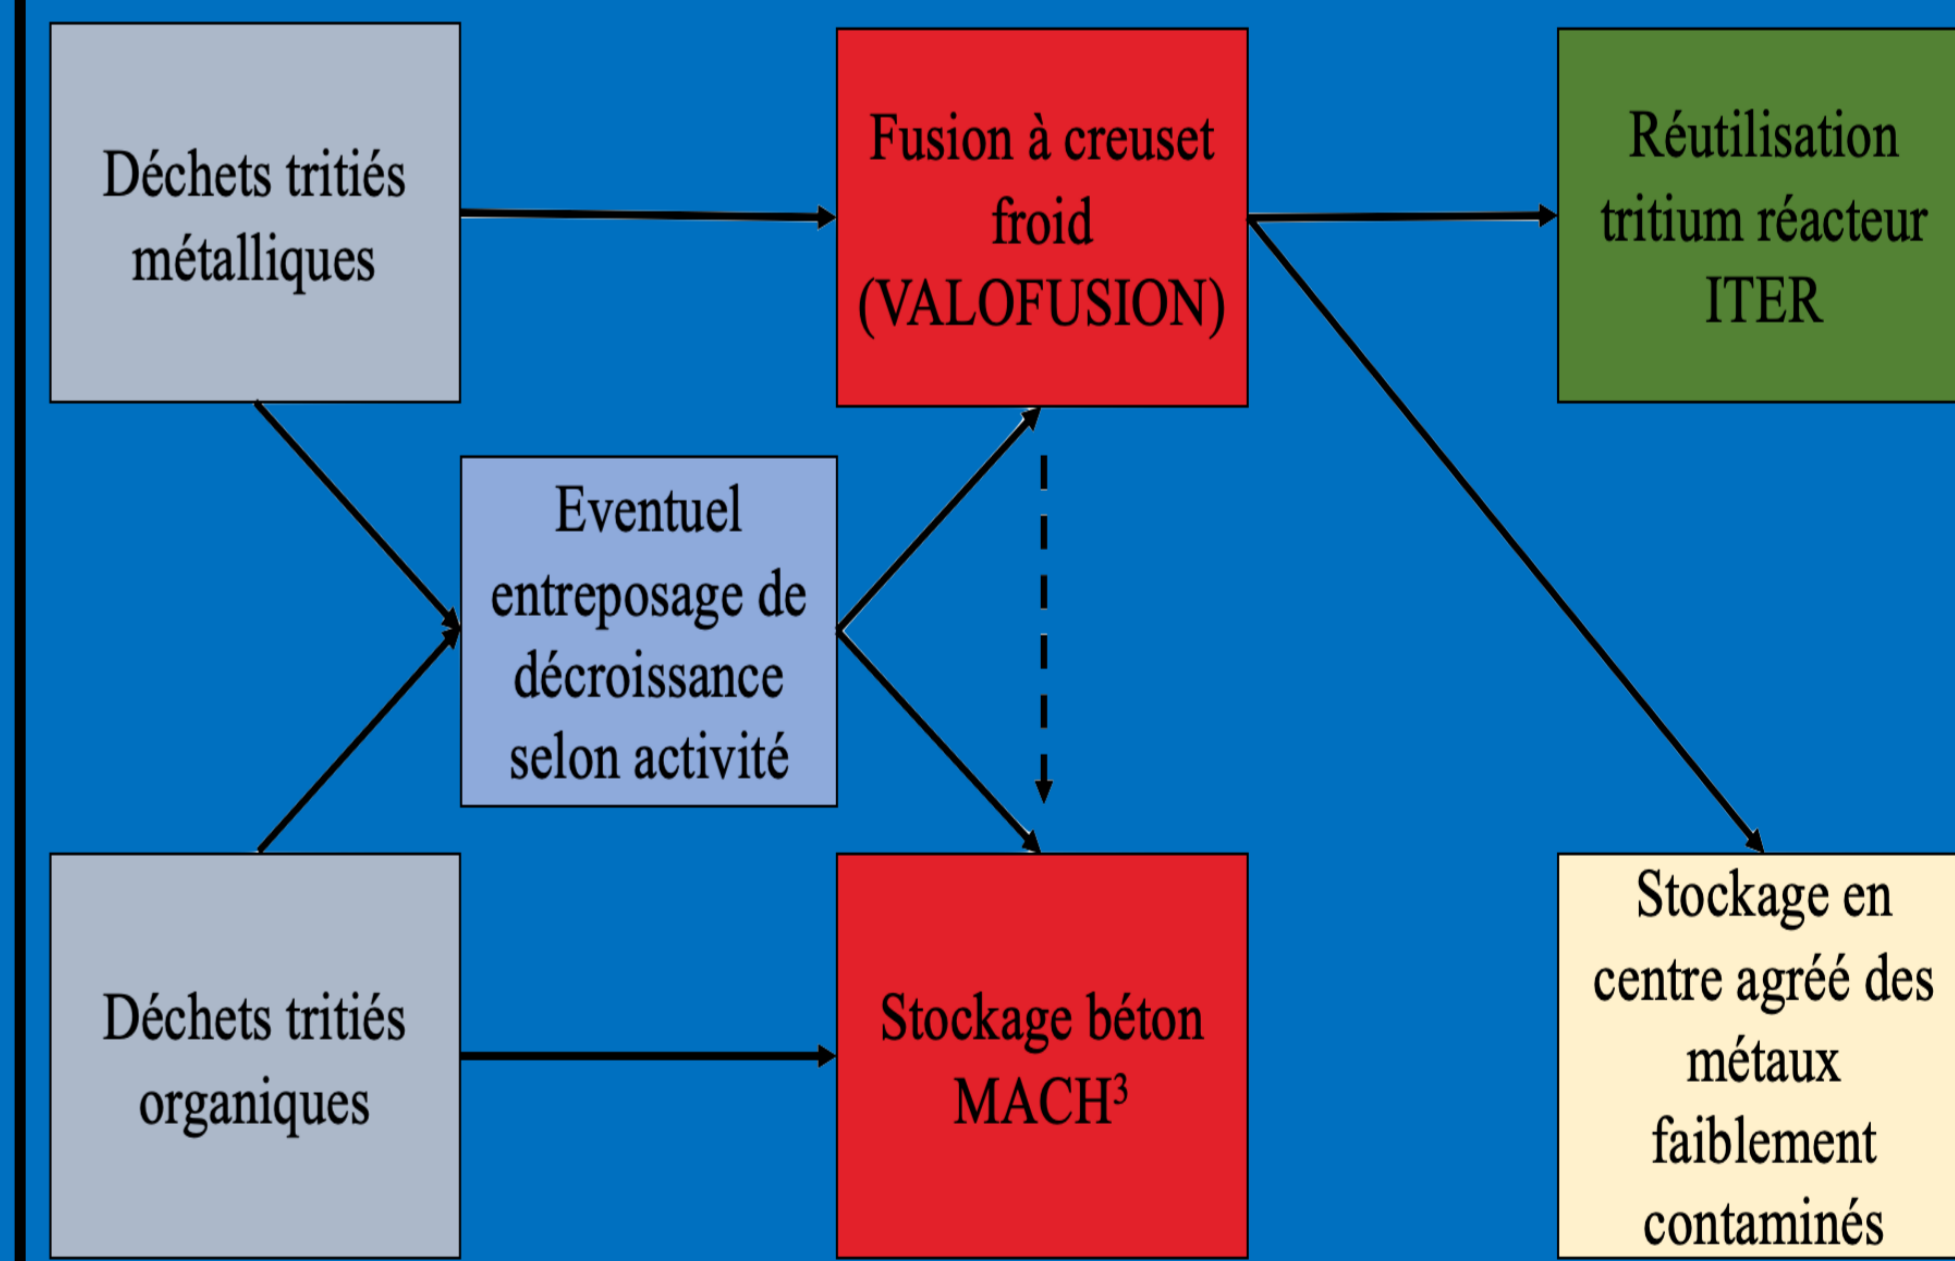 Déchets tritiés
métalliques
Fusion à creuset
froid
(VALOFUSION)
Réutilisation
tritium réacteur
ITER
Eventuel
entreposage de
décroissance
selon activité
Déchets tritiés
organiques
Stockage béton
MACH³
Stockage en
centre agréé des
métaux
faiblement
contaminés